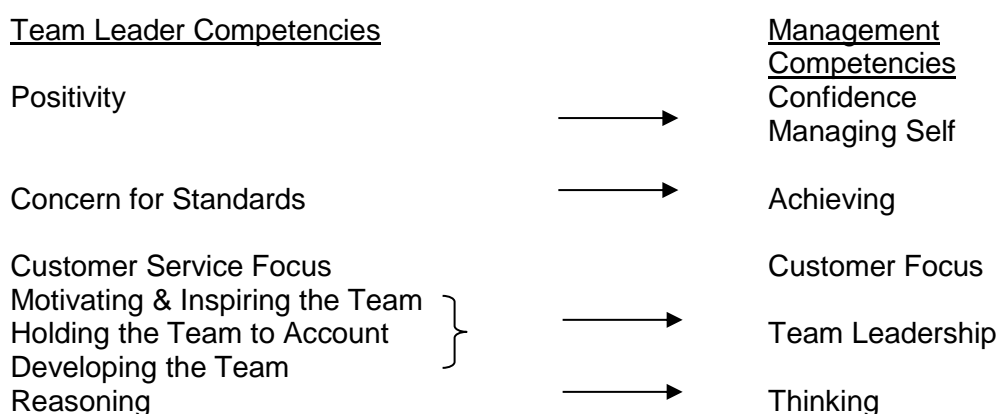 Team Leader Competencies
Management
Competencies
Positivity
Confidence
Managing Self
Concern for Standards
Achieving
Customer Service Focus
Customer Focus
Motivating & Inspiring the Team
Holding the Team to Account
Team Leadership
Developing the Team
Reasoning
Thinking